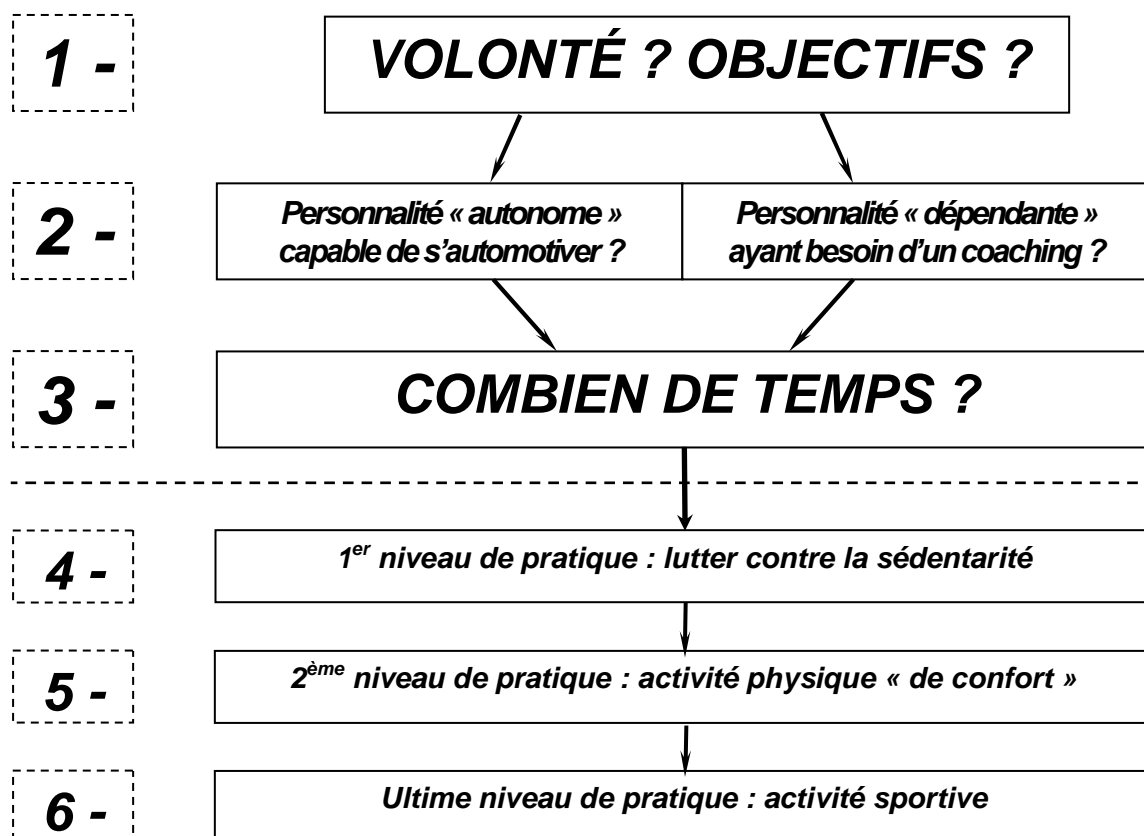 1 -
VOLONTÉ ? OBJECTIFS ?
2 -
Personnalité « autonome »
capable de s’automotiver ?
Personnalité « dépendante »
ayant besoin d’un coaching ?
3 -
COMBIEN DE TEMPS ?
4 -
1er niveau de pratique : lutter contre la sédentarité
5 -
2ème niveau de pratique : activité physique « de confort »
6 -
Ultime niveau de pratique : activité sportive